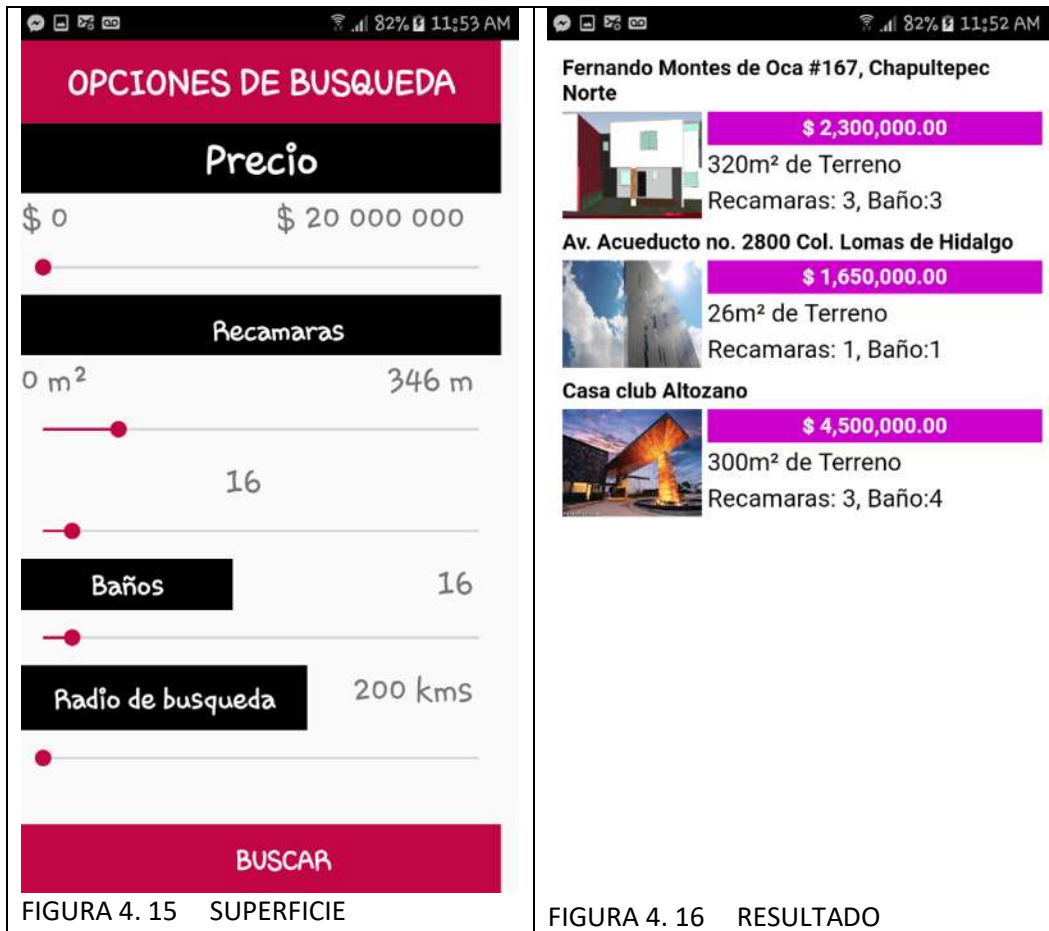 82% 11:53 AM
OPCIONES DE BUSQUEDA
Precio
$ 0 $ 20 000 000
Recamaras
0 m² 346 m
16
Baños 16
Radio de busqueda 200 kms
BUSCAR
FIGURA 4. 15 SUPERFICIE
82% 11:52 AM
Fernando Montes de Oca #167, Chapultepec
Norte
$ 2,300,000.00
320m² de Terreno
Recamaras: 3, Baño:3
Av. Acueducto no. 2800 Col. Lomas de Hidalgo
$ 1,650,000.00
26m² de Terreno
Recamaras: 1, Baño:1
Casa club Altozano
$ 4,500,000.00
300m² de Terreno
Recamaras: 3, Baño:4
FIGURA 4. 16 RESULTADO